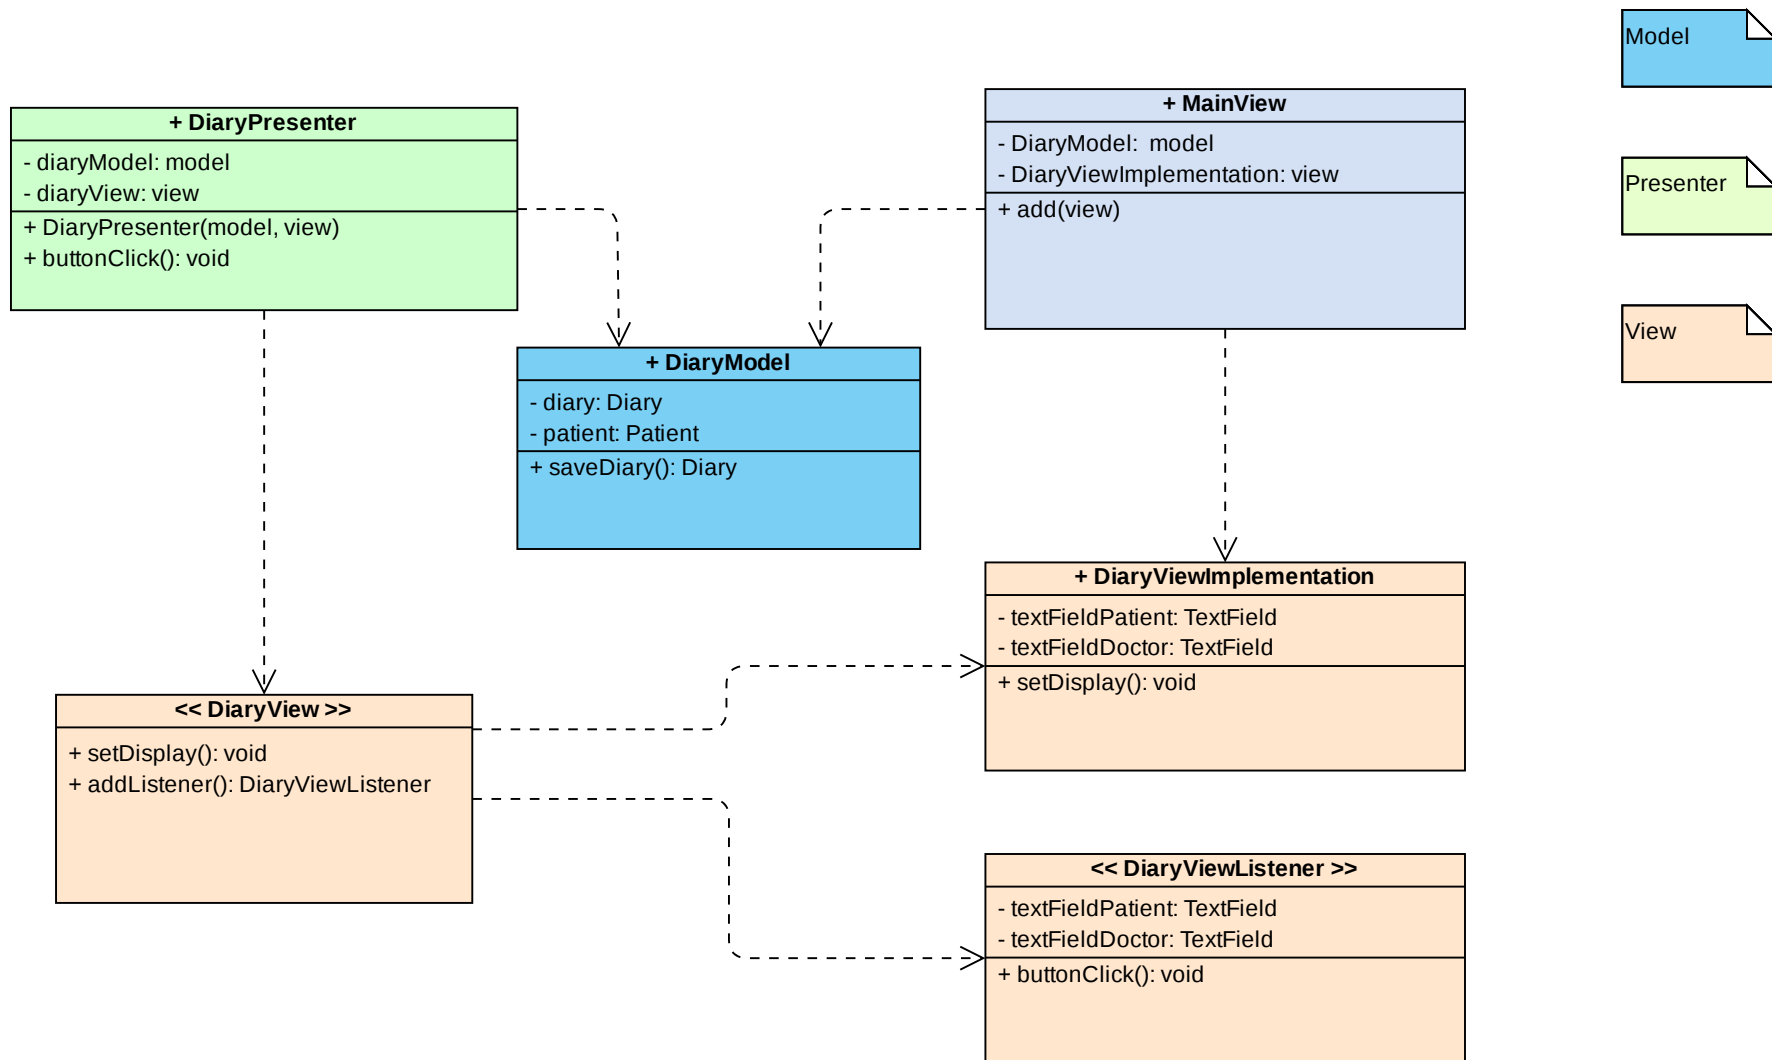 + DiaryPresenter
- diaryModel: model
- diaryView: view
+ DiaryPresenter(model, view)
+ buttonClick(): void
+ MainView
- DiaryModel:  model
- DiaryViewImplementation: view
+ add(view)
Model
Presenter
View
+ DiaryModel
- diary: Diary
- patient: Patient
+ saveDiary(): Diary
+ DiaryViewImplementation
- textFieldPatient: TextField
- textFieldDoctor: TextField
+ setDisplay(): void
<< DiaryView >>
+ setDisplay(): void
+ addListener(): DiaryViewListener
<< DiaryViewListener >>
- textFieldPatient: TextField
- textFieldDoctor: TextField
+ buttonClick(): void